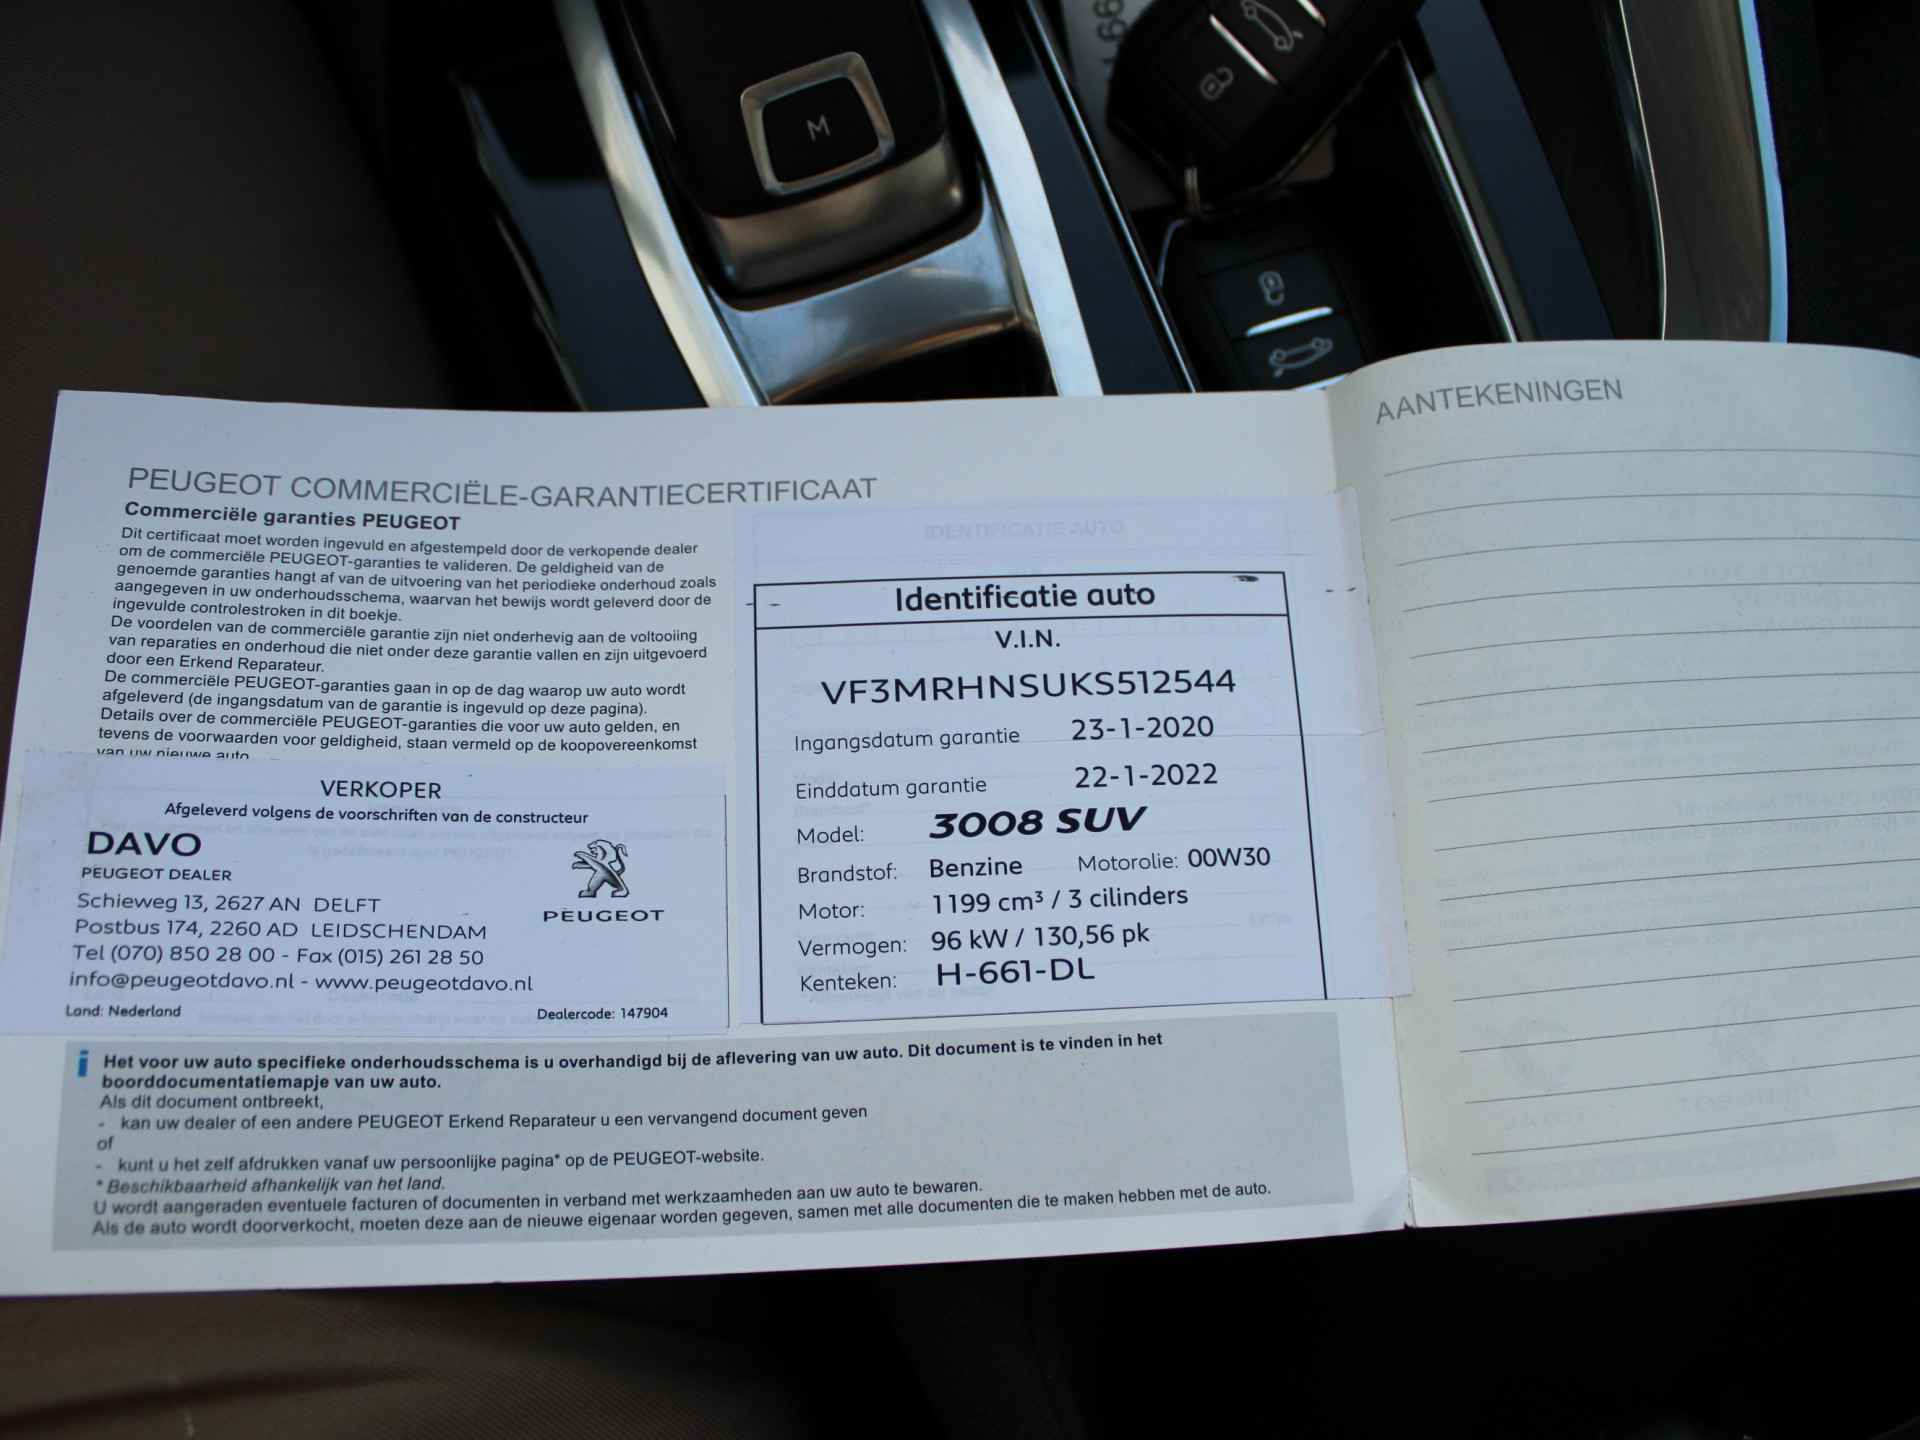 M
AANTEKENINGEN
PEUGEOT COMMERCIËLE-GARANTIECERTIFICAAT
Commerciële garanties PEUGEOT
Dit certificaat moet worden ingevuld en afgestempeld door de verkopende dealer
om de commerciële PEUGEOT-garanties te valideren. De geldigheid van de
genoemde garanties hangt af van de uitvoering van het periodieke onderhoud zoals
aangegeven in uw onderhoudsschema, waarvan het bewijs wordt geleverd door de
ingevulde controlestroken in dit boekje.
De voordelen van de commerciële garantie zijn niet onderhevig aan de voltooiing
van reparaties en onderhoud die niet onder deze garantie vallen en zijn uitgevoerd
door een Erkend Reparateur.
De commerciële PEUGEOT-garanties gaan in op de dag waarop uw auto wordt
afgeleverd (de ingangsdatum van de garantie is ingevuld op deze pagina).
Details over de commerciële PEUGEOT-garanties die voor uw auto gelden, en
tevens de voorwaarden voor geldigheid, staan vermeld op de koopovereenkomst
van uw nieuwe auto
VERKOPER
Afgeleverd volgens de voorschriften van de constructeur
DAVO
PEUGEOT DEALER
PEUGEOT
Schieweg 13, 2627 AN DELFT
Postbus 174, 2260 AD LEIDSCHENDAM
Tel (070) 850 28 00 - Fax (015) 261 28 50
info@peugeotdavo.nl - www.peugeotdavo.nl
Land: Nederland Dealercode: 147904
IDENTIFICATIE AUTO
Identificatie auto
V.I.N.
VF3MRHNSUKS512544
Ingangsdatum garantie 23-1-2020
Einddatum garantie 22-1-2022
Model: 3008 SUV
Brandstof: Benzine Motorolie: 00W30
Motor: 1199 cm³ / 3 cilinders
Vermogen: 96 kW / 130,56 pk
Kenteken: H-661-DL
i Het voor uw auto specifieke onderhoudsschema is u overhandigd bij de aflevering van uw auto. Dit document is te vinden in het
boorddocumentatiemapje van uw auto.
Als dit document ontbreekt,
- kan uw dealer of een andere PEUGEOT Erkend Reparateur u een vervangend document geven
of
- kunt u het zelf afdrukken vanaf uw persoonlijke pagina* op de PEUGEOT-website.
* Beschikbaarheid afhankelijk van het land.
U wordt aangeraden eventuele facturen of documenten in verband met werkzaamheden aan uw auto te bewaren.
Als de auto wordt doorverkocht, moeten deze aan de nieuwe eigenaar worden gegeven, samen met alle documenten die te maken hebben met de auto.